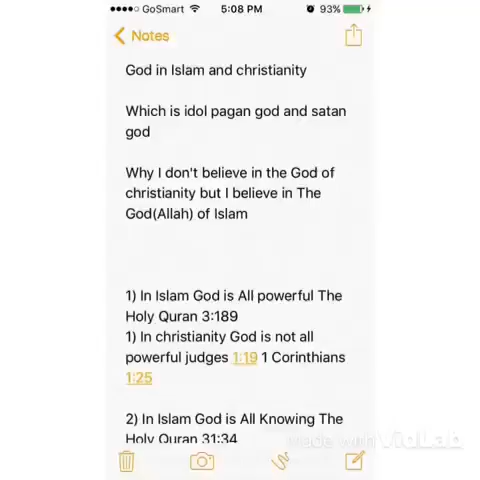 GoSmart 5:08 PM 93%
Notes
God in Islam and christianity
Which is idol pagan god and satan
god
Why I don't believe in the God of
christianity but I believe in The
God(Allah) of Islam
1) In Islam God is All powerful The
Holy Quran 3:189
1) In christianity God is not all
powerful judges 1:19 1 Corinthians
1:25
2) In Islam God is All Knowing The
Holy Quran 31:34
Made with VidLab